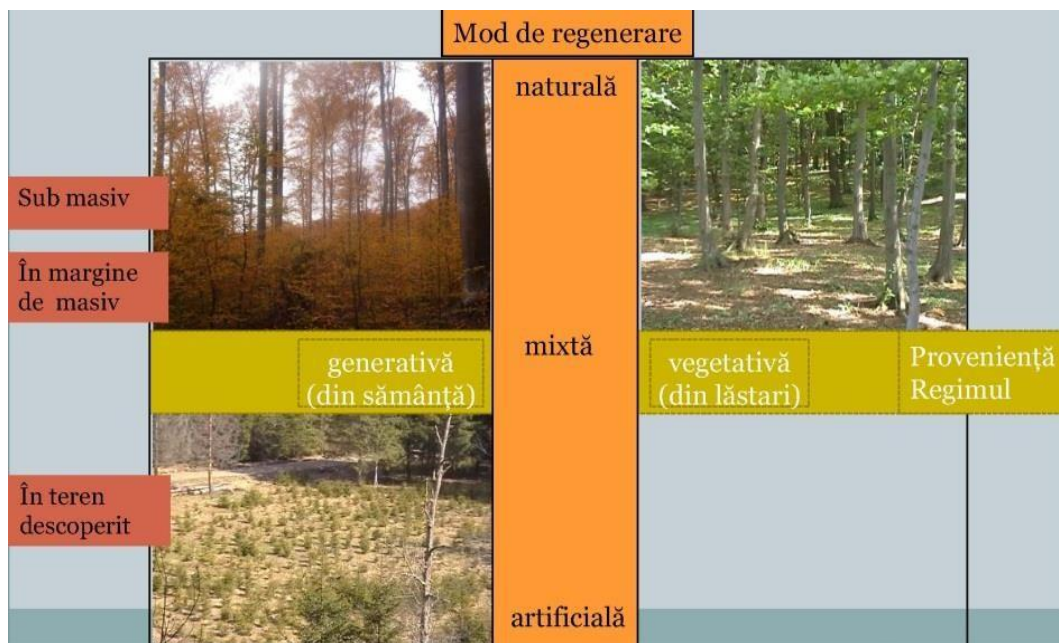 Mod de regenerare
naturală
Sub masiv
În margine
de masiv
mixtă
generativă
(din sămânţă)
vegetativă
(din lăstari)
Proveniență
Regimul
În teren
descoperit
artificială